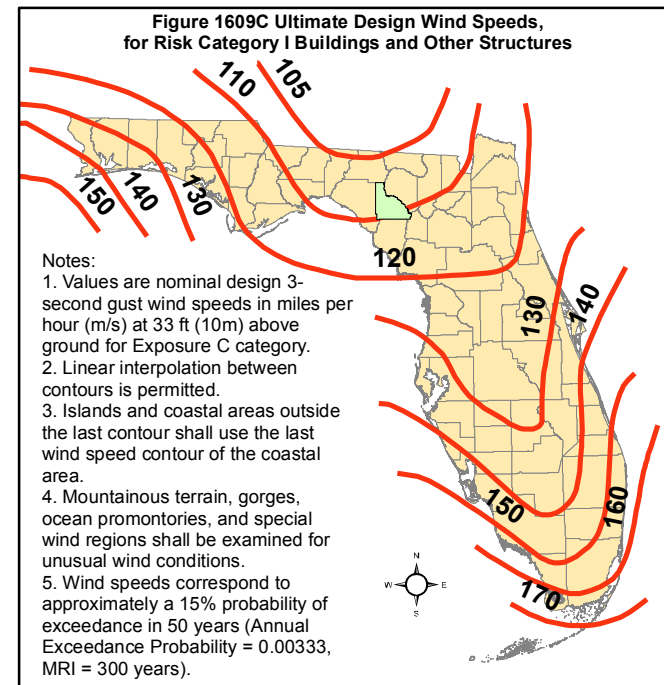 Figure 1609C Ultimate Design Wind Speeds,
for Risk Category I Buildings and Other Structures
105
110
150
140
130
120
130
140
150
160
170
Notes:
1. Values are nominal design 3-
second gust wind speeds in miles per
hour (m/s) at 33 ft (10m) above
ground for Exposure C category.
2. Linear interpolation between
contours is permitted.
3. Islands and coastal areas outside
the last contour shall use the last
wind speed contour of the coastal
area.
4. Mountainous terrain, gorges,
ocean promontories, and special
wind regions shall be examined for
unusual wind conditions.
5. Wind speeds correspond to
approximately a 15% probability of
exceedance in 50 years (Annual
Exceedance Probability = 0.00333,
MRI = 300 years).
N
W
E
S